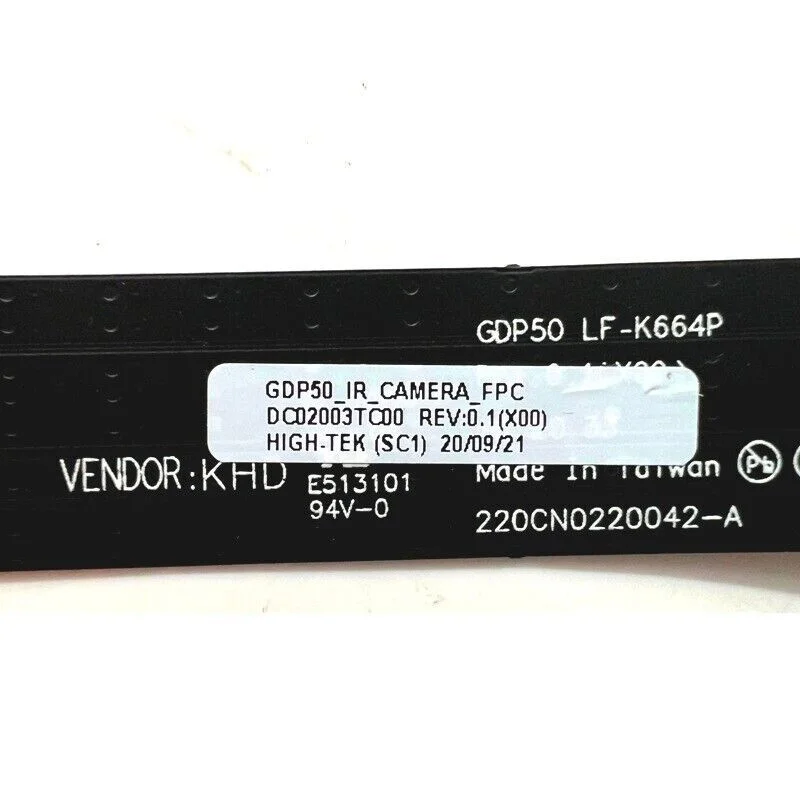 GDP50 LF-K664P
GDP50_IR_CAMERA_FPC
DC02003TC00 REV:0.1(X00)
HIGH-TEK (SC1) 20/09/21
VENDOR:KHD
E513101
94V-0
Made In Taiwan Pb
220CN0220042-A